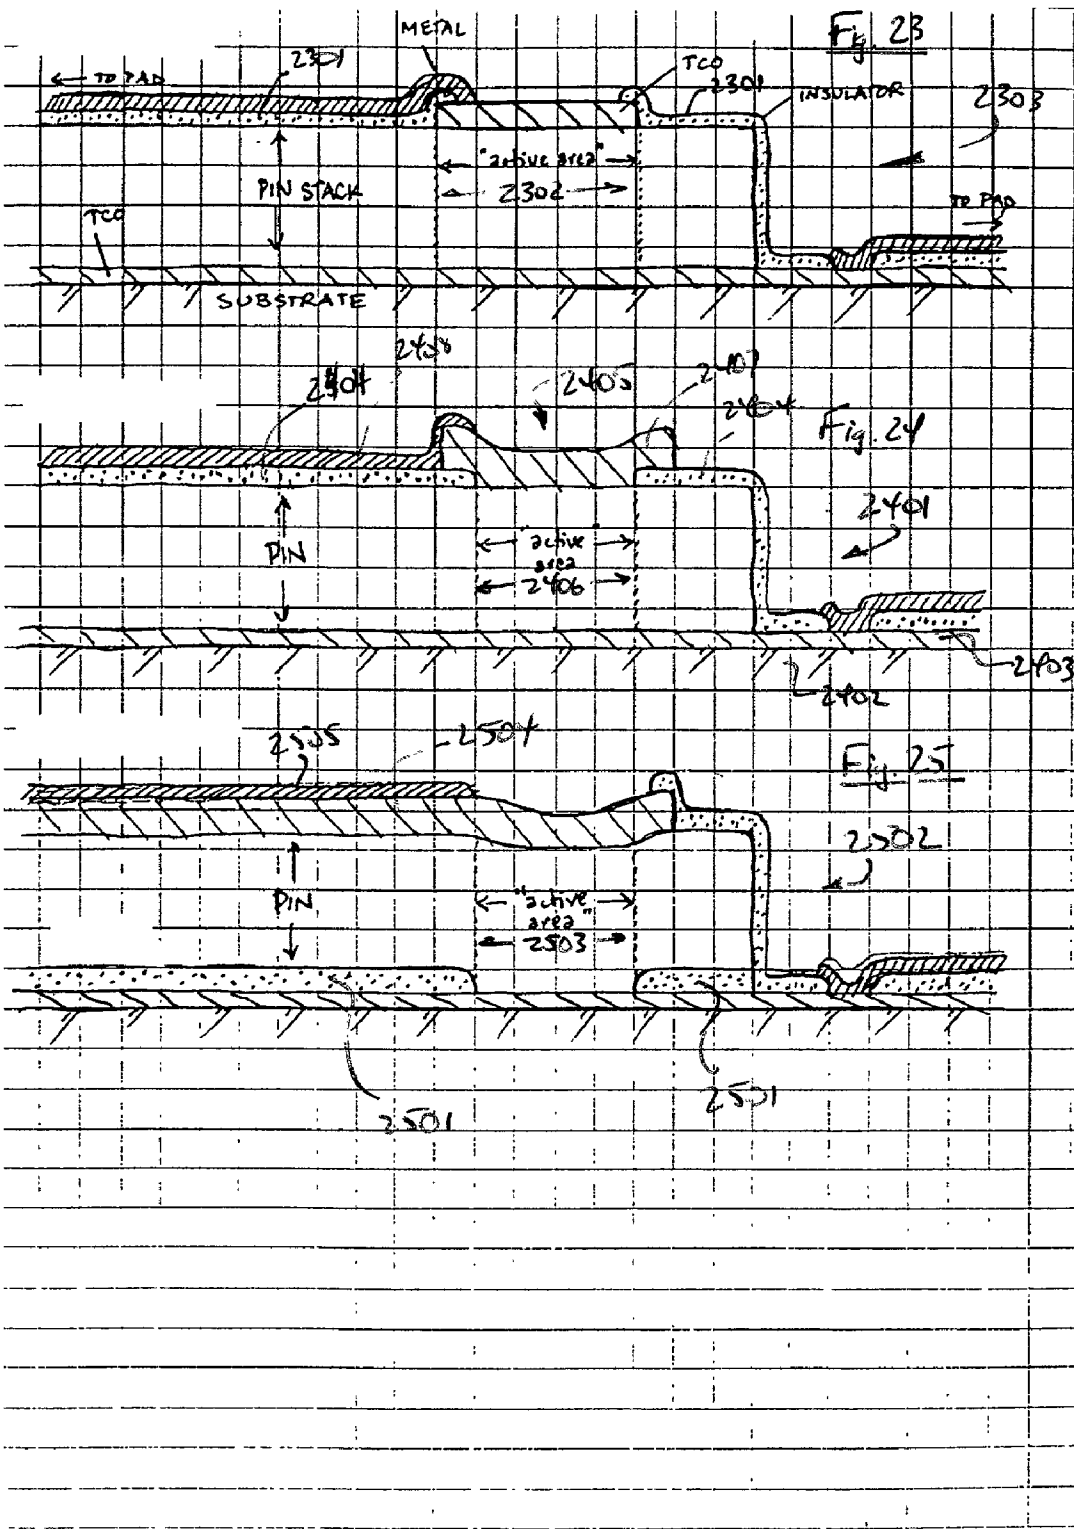 Fig. 23
METAL
2301
TCO
← TO PAD
2301
INSULATOR
2303
"active area"
2302
PIN STACK
TCO
TO PAD
SUBSTRATE
2408
2404
2405
2407
2404
Fig. 24
2401
PIN
"active
area
2406
2403
2402
2505
2504
Fig. 25
2502
PIN
"active
area"
2503
2501
2501